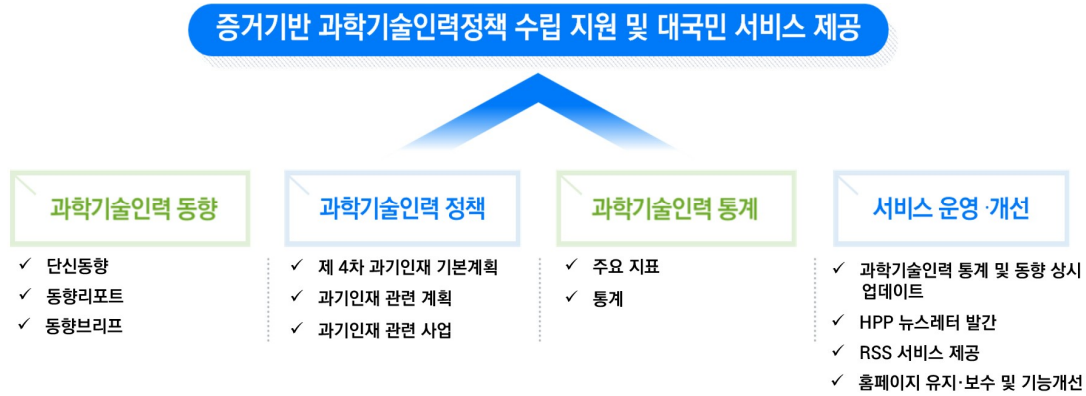 증거기반 과학기술인력정책 수립 지원 및 대국민 서비스 제공
과학기술인력 동향
✓ 단신동향
✓ 동향리포트
✓ 동향브리프
과학기술인력 정책
✓ 제 4차 과기인재 기본계획
✓ 과기인재 관련 계획
✓ 과기인재 관련 사업
과학기술인력 통계
✓ 주요 지표
✓ 통계
서비스 운영·개선
✓ 과학기술인력 통계 및 동향 상시
업데이트
✓ HPP 뉴스레터 발간
✓ RSS 서비스 제공
✓ 홈페이지 유지·보수 및 기능개선